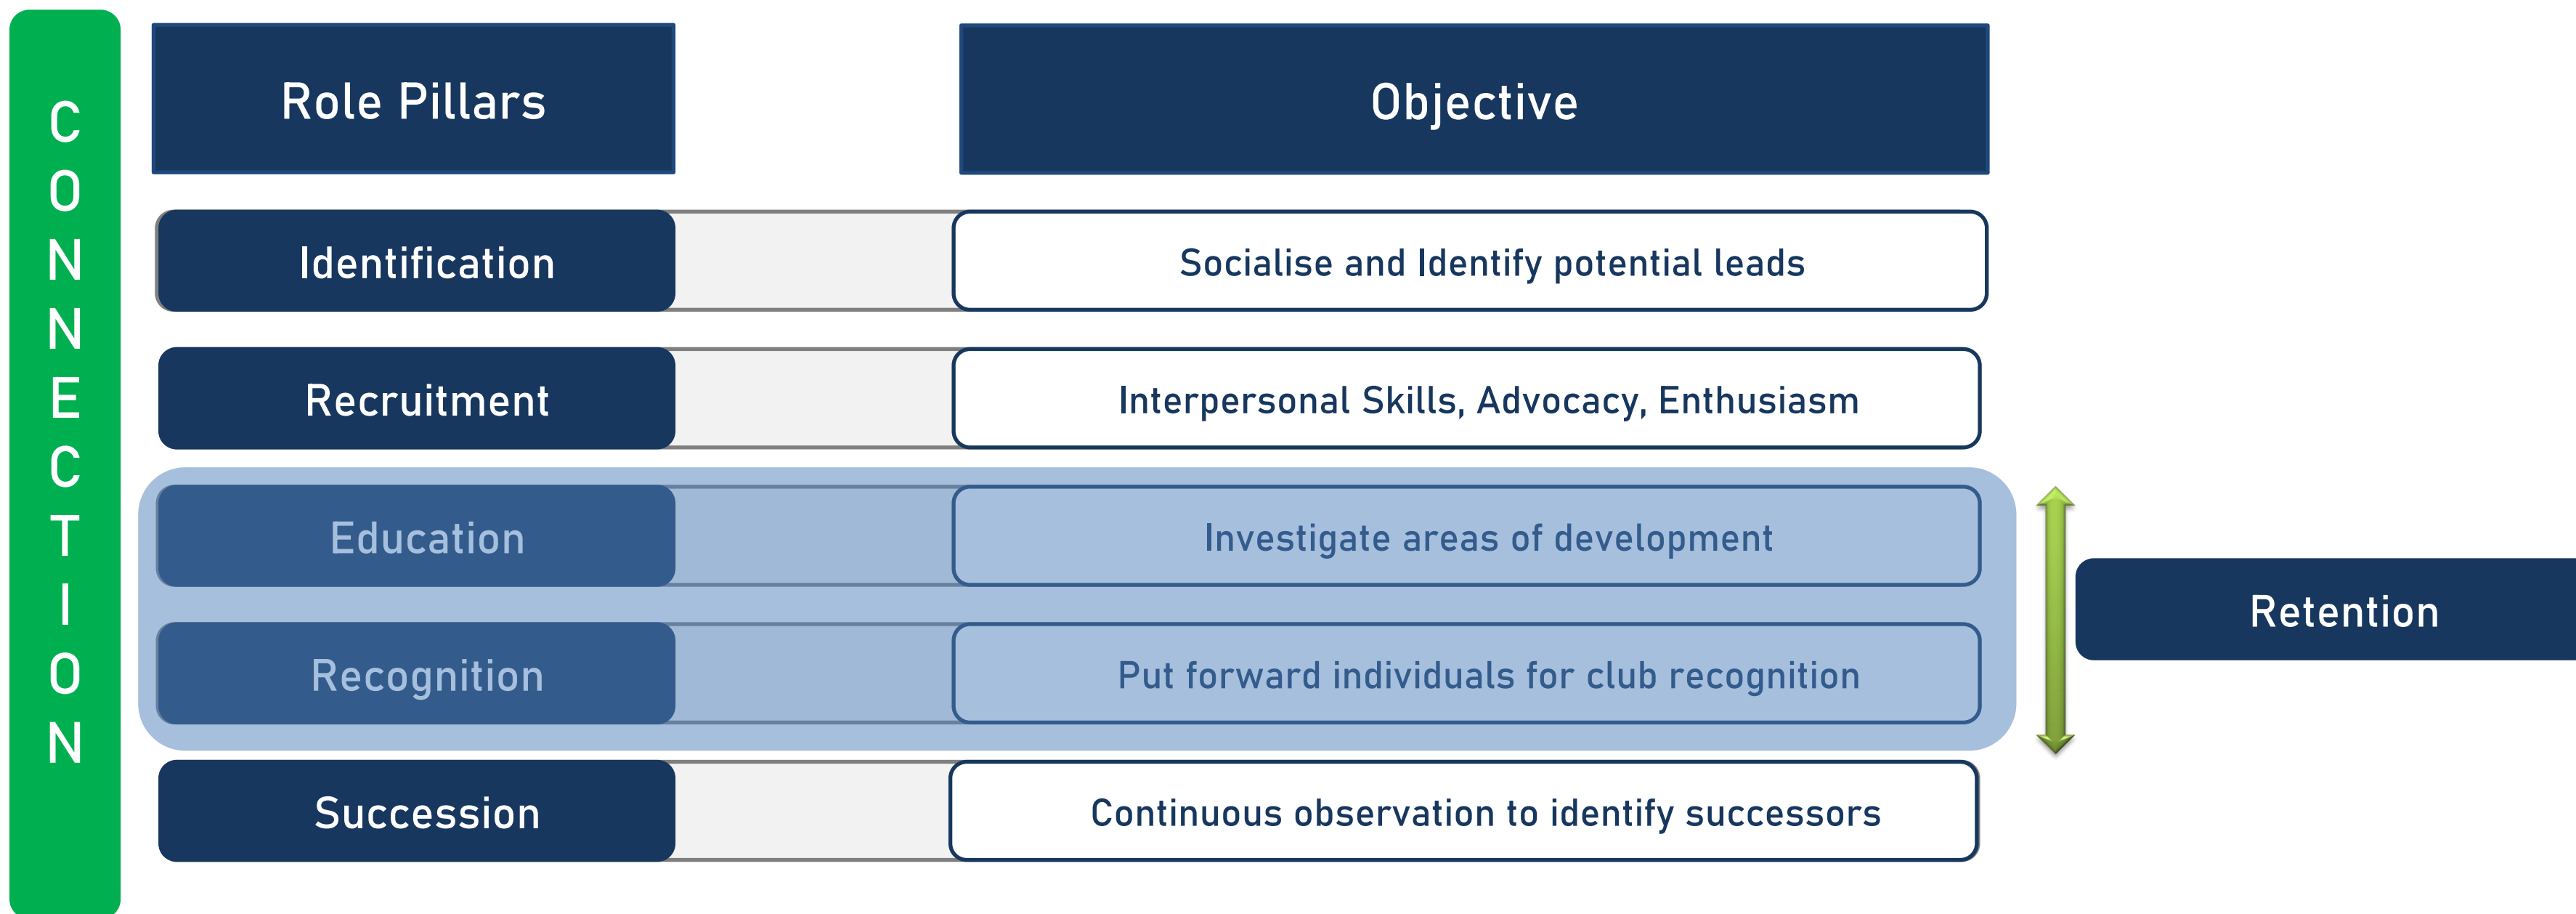 CONNECTION
Role Pillars
Objective
Identification
Socialise and Identify potential leads
Recruitment
Interpersonal Skills, Advocacy, Enthusiasm
Education
Investigate areas of development
Recognition
Put forward individuals for club recognition
Retention
Succession
Continuous observation to identify successors